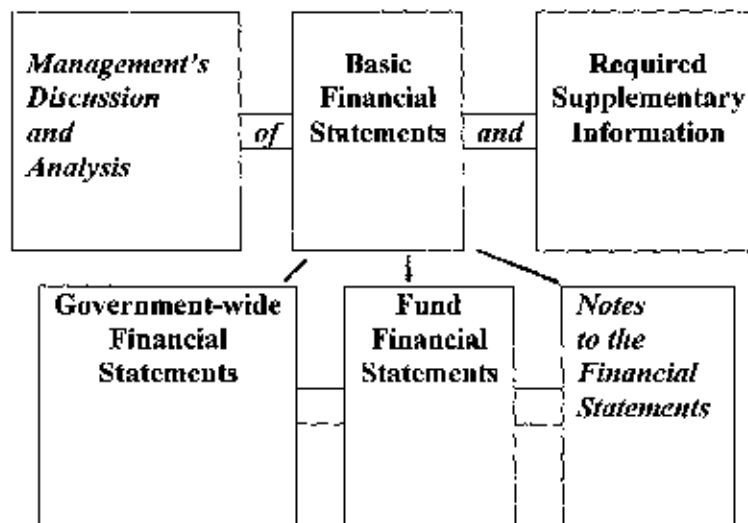 Management's
Discussion
and
Analysis
of
Basic
Financial
Statements
and
Required
Supplementary
Information
Government-wide
Financial
Statements
Fund
Financial
Statements
Notes
to the
Financial
Statements